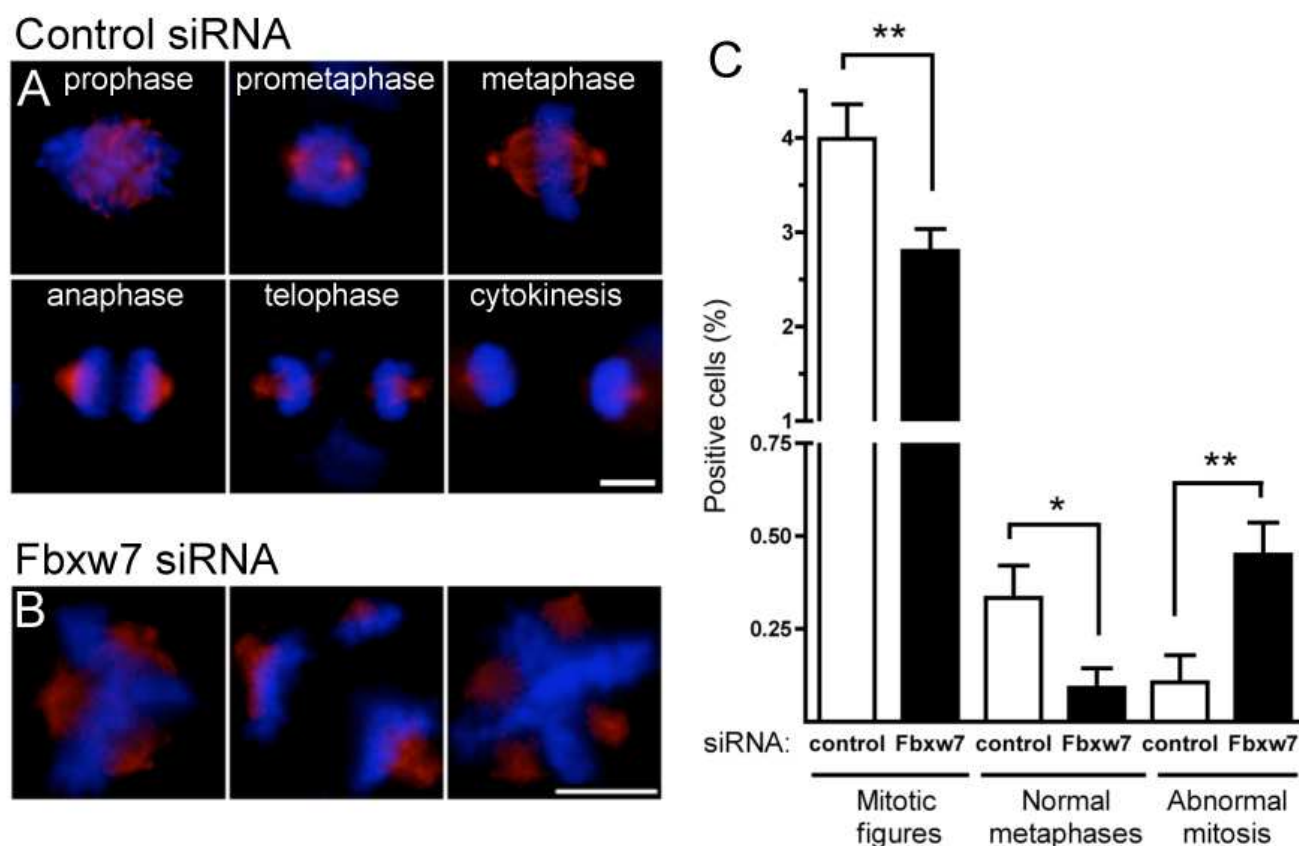 Control siRNA
A
prophase
prometaphase
metaphase
anaphase
telophase
cytokinesis
Fbxw7 siRNA
B
C
**
*
**
Positive cells (%)
4
3
2
1
0.75
0.50
0.25
siRNA: control Fbxw7 control Fbxw7 control Fbxw7
Mitotic figures
Normal metaphases
Abnormal mitosis